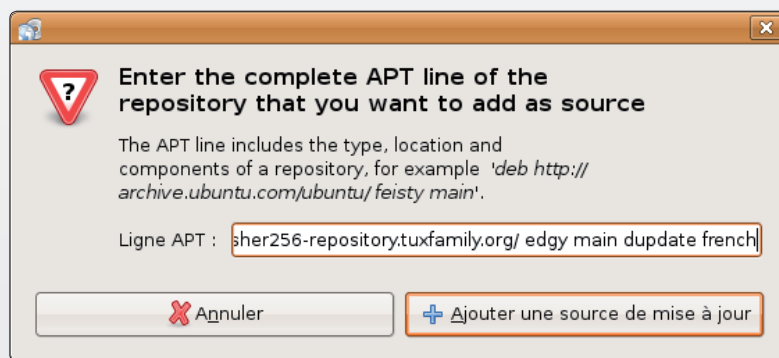 Enter the complete APT line of the
repository that you want to add as source
The APT line includes the type, location and
components of a repository, for example 'deb http://
archive.ubuntu.com/ubuntu/ feisty main'.
Ligne APT : sher256-repository.tuxfamily.org/ edgy main dupdate french
Annuler
Ajouter une source de mise à jour